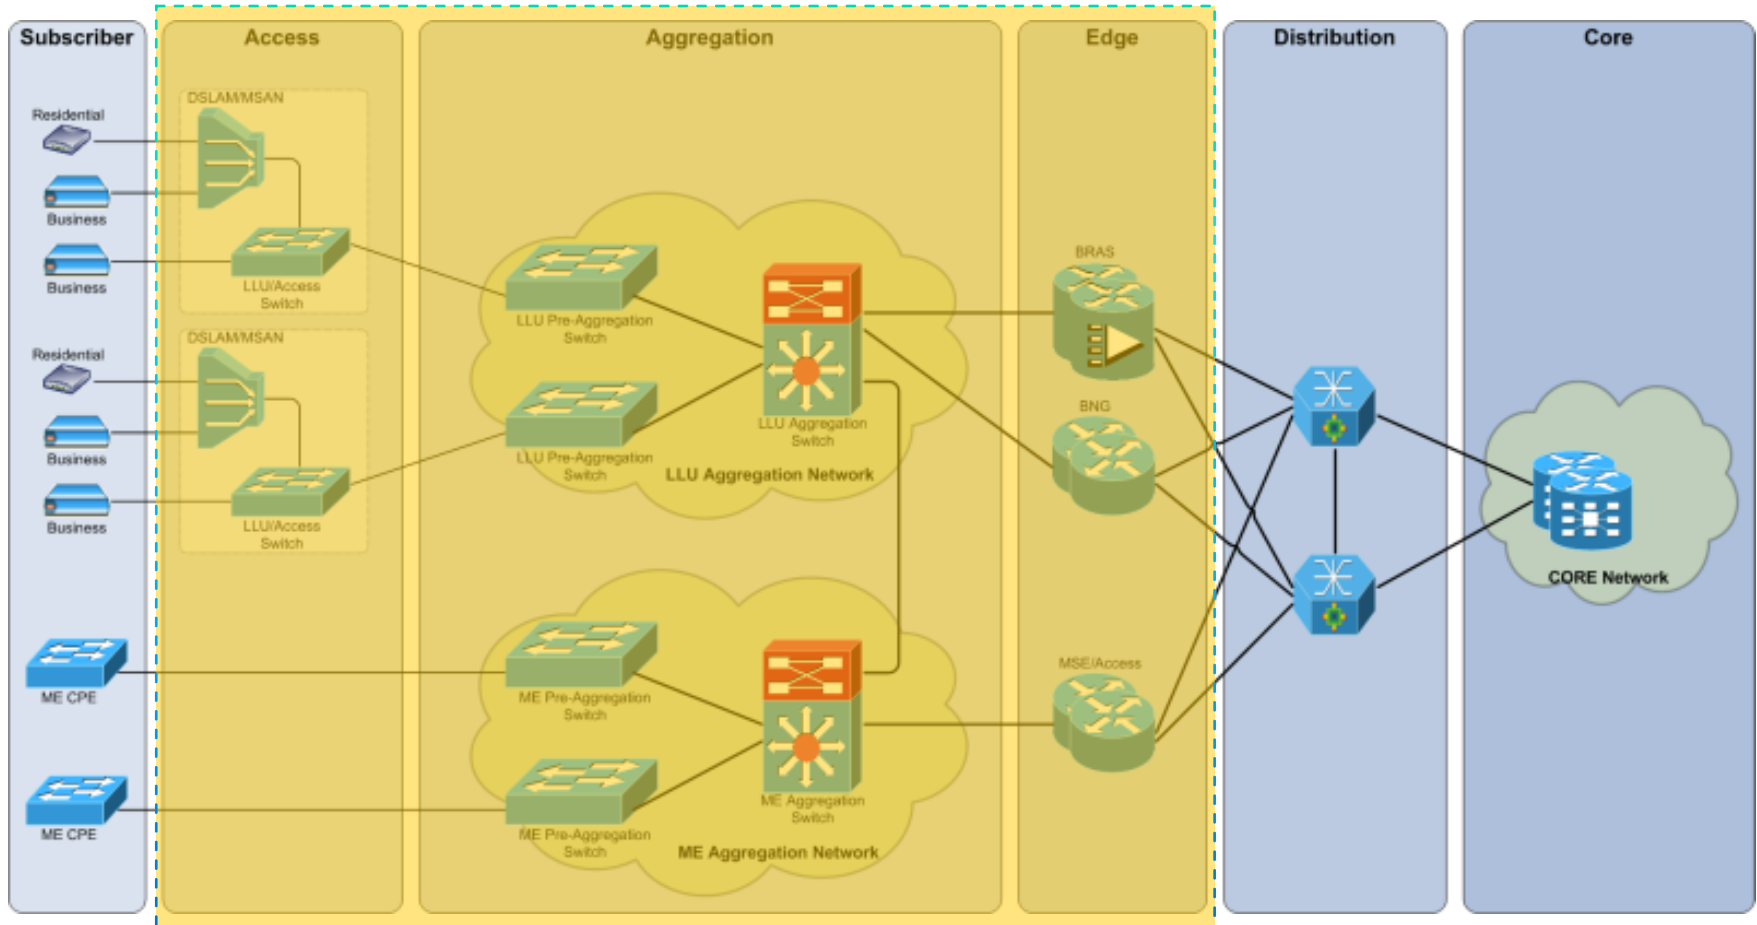 Subscriber
Access
Aggregation
Edge
Distribution
Core
DSLAM/MSAN
Residential
Business
Business
LLU/Access
Switch
DSLAM/MSAN
Residential
Business
Business
LLU/Access
Switch
LLU Pre-Aggregation
Switch
LLU Pre-Aggregation
Switch
LLU Aggregation
Switch
LLU Aggregation Network
BRAS
BNG
CORE Network
ME CPE
ME CPE
ME Pre-Aggregation
Switch
ME Pre-Aggregation
Switch
ME Aggregation
Switch
ME Aggregation Network
MSE/Access